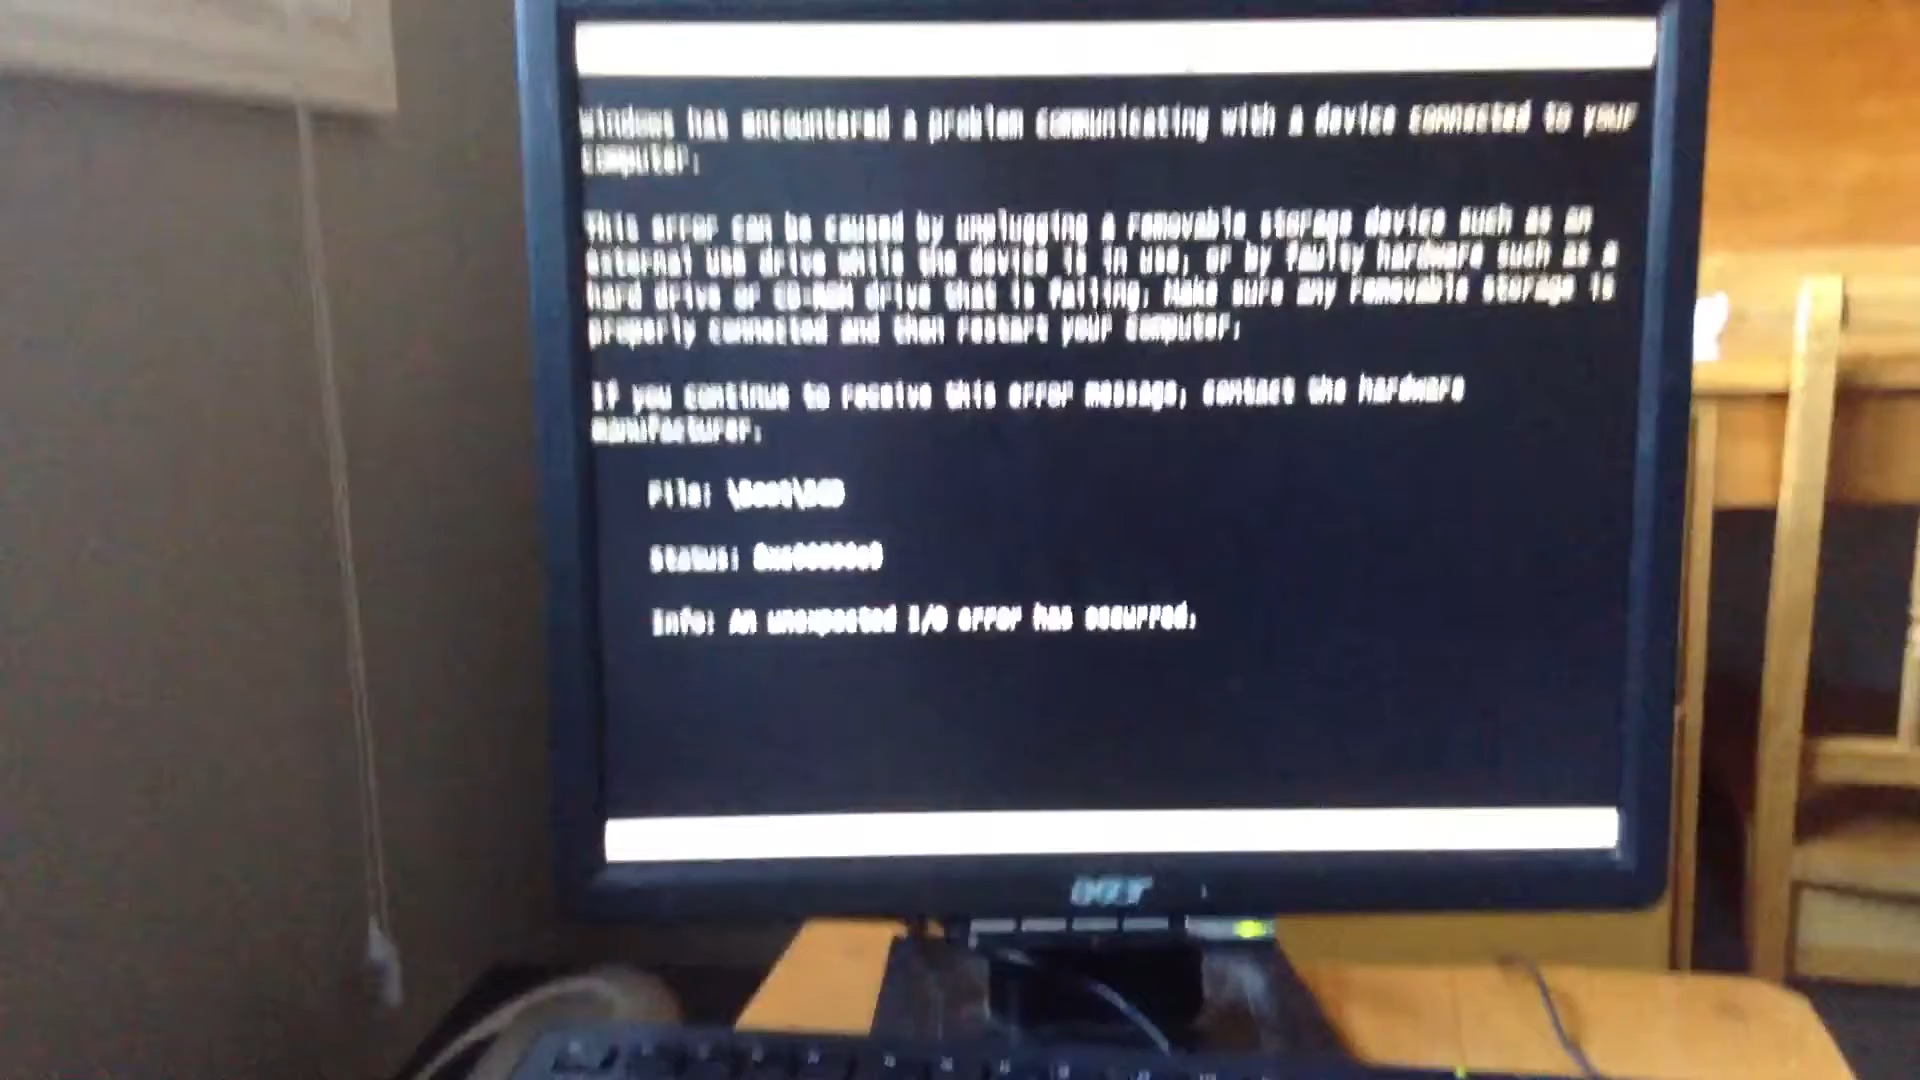 Windows has encountered a problem communicating with a device connected to your
computer.
This error can be caused by unplugging a removable storage device such as an
external USB drive while the device is in use, or by faulty hardware such as a
hard drive or CD-ROM drive that is failing. Make sure any removable storage is
properly connected and then restart your computer.
If you continue to receive this error message, contact the hardware
manufacturer.
File: \Boot\BCD
Status: 0xc00000e9
Info: An unexpected I/O error has occurred.
acer